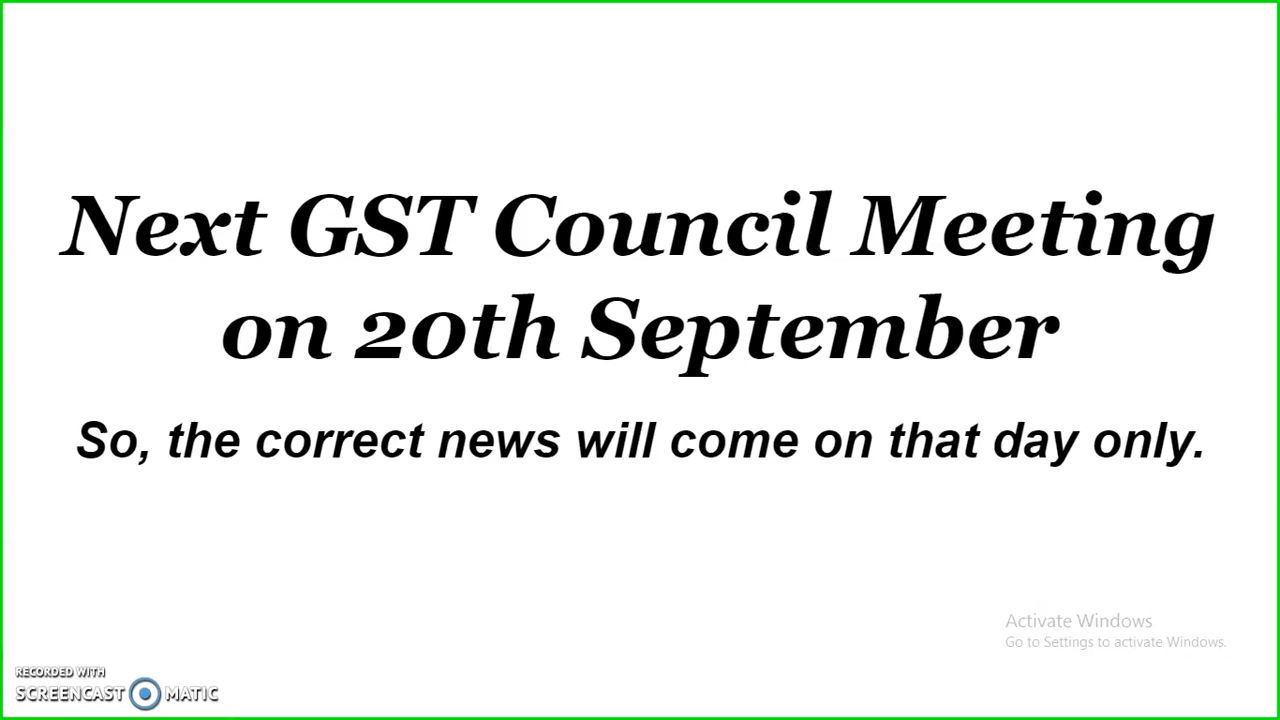 Next GST Council Meeting
on 20th September
So, the correct news will come on that day only.
Activate Windows
Go to Settings to activate Windows.
RECORDED WITH
SCREENCAST MATIC